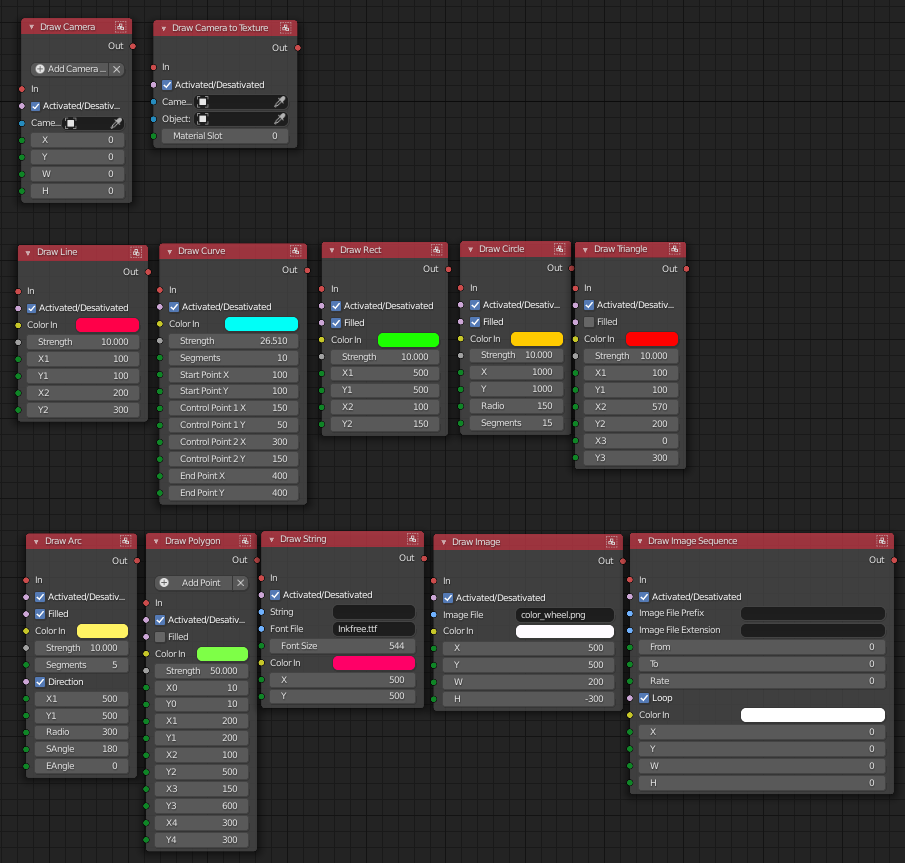 Draw Camera
Out
Add Camera ...
In
Activated/Desativ...
Came...
X 0
Y 0
W 0
H 0
Draw Camera to Texture
Out
In
Activated/Desativated
Came...
Object:
Material Slot 0
Draw Line
Out
In
Activated/Desativated
Color In
Strength 10.000
X1 100
Y1 100
X2 200
Y2 300
Draw Curve
Out
In
Activated/Desativated
Color In
Strength 26.510
Segments 10
Start Point X 100
Start Point Y 100
Control Point 1 X 150
Control Point 1 Y 50
Control Point 2 X 300
Control Point 2 Y 150
End Point X 400
End Point Y 400
Draw Rect
Out
In
Activated/Desativated
Filled
Color In
Strength 10.000
X1 500
Y1 500
X2 100
Y2 150
Draw Circle
Out
In
Activated/Desativ...
Filled
Color In
Strength 10.000
X 1000
Y 1000
Radio 150
Segments 15
Draw Triangle
Out
In
Activated/Desativ...
Filled
Color In
Strength 10.000
X1 100
Y1 100
X2 570
Y2 200
X3 0
Y3 300
Draw Arc
Out
In
Activated/Desativ...
Filled
Color In
Strength 10.000
Segments 5
Direction
X1 500
Y1 500
Radio 300
SAngle 180
EAngle 0
Draw Polygon
Out
Add Point
In
Activated/Desativ...
Filled
Color In
Strength 50.000
X0 10
Y0 10
X1 200
Y1 200
X2 100
Y2 500
X3 150
Y3 600
X4 300
Y4 300
Draw String
Out
In
Activated/Desativated
String
Font File Inkfree.ttf
Font Size 544
Color In
X 500
Y 500
Draw Image
Out
In
Activated/Desativated
Image File color_wheel.png
Color In
X 500
Y 500
W 200
H -300
Draw Image Sequence
Out
In
Activated/Desativated
Image File Prefix
Image File Extension
From 0
To 0
Rate 0
Loop
Color In
X 0
Y 0
W 0
H 0